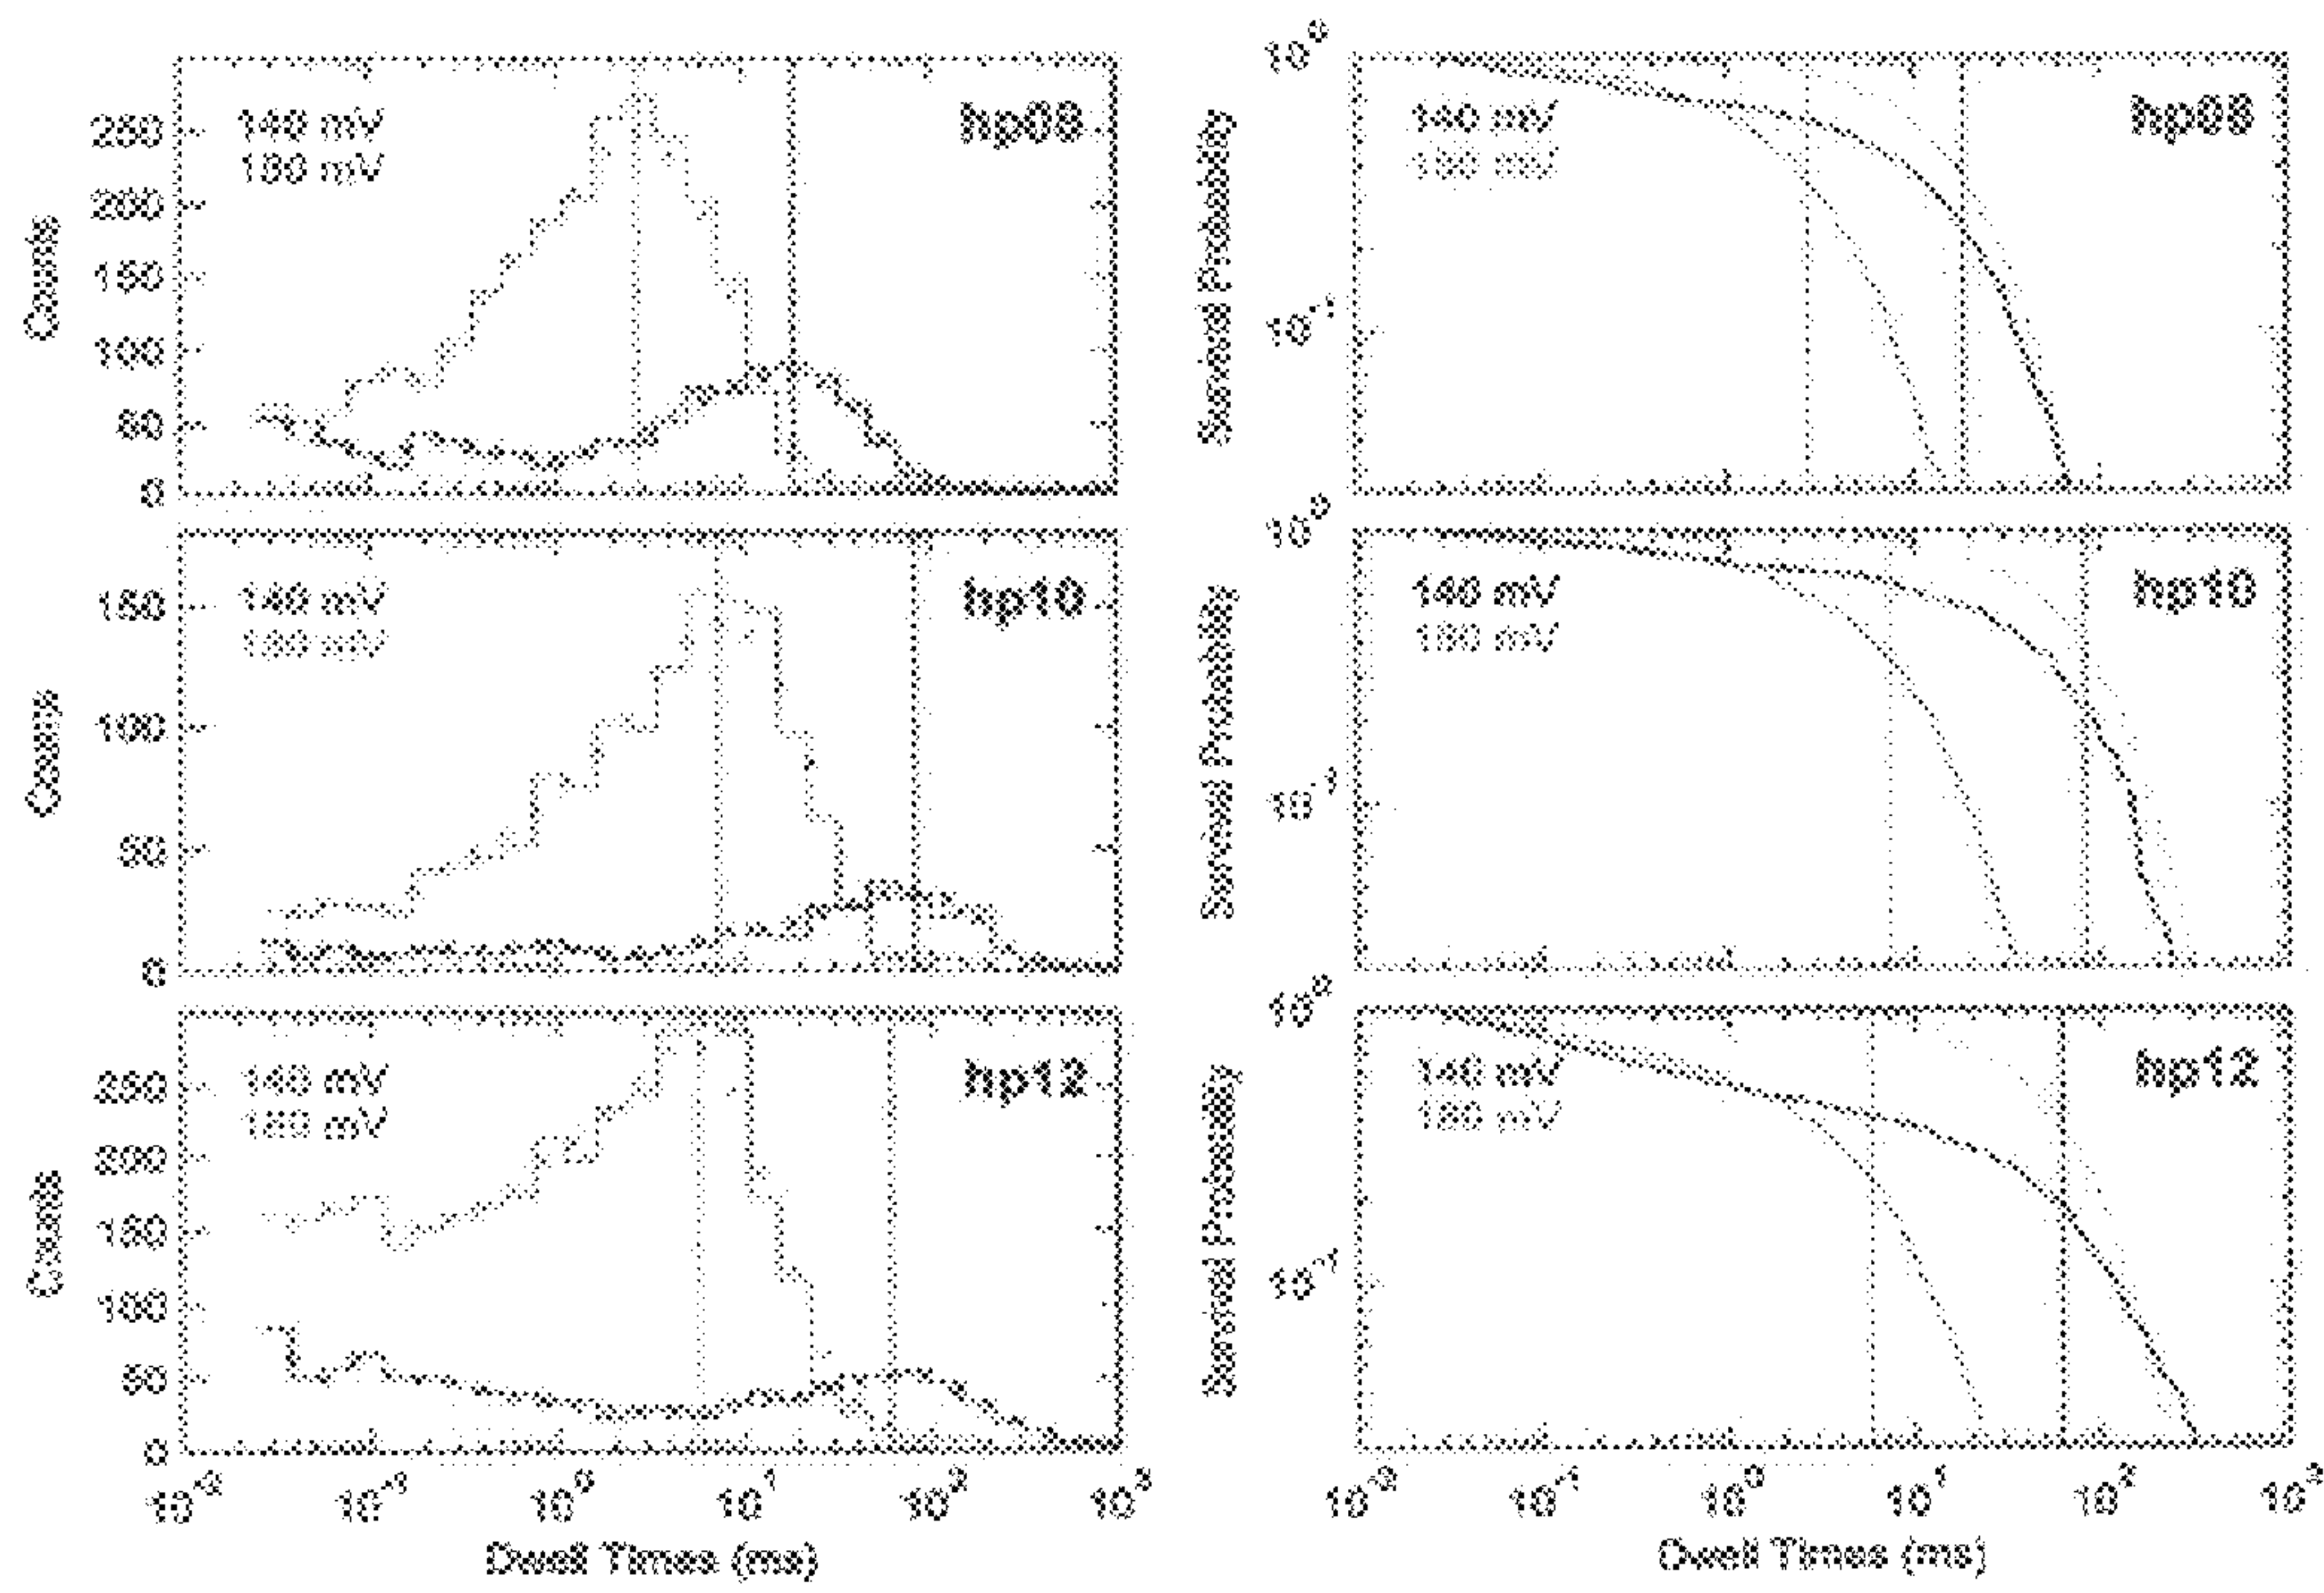 140 mV
180 mV
hp08
Counts
250
200
150
100
50
0
140 mV
180 mV
hp10
Counts
150
100
50
0
140 mV
180 mV
hp12
Counts
250
200
150
100
50
0
10⁻² 10⁻¹ 10⁰ 10¹ 10² 10³
Dwell Times (ms)
10⁰
140 mV
180 mV
hp08
Survival Probability
10⁻¹
10⁰
140 mV
180 mV
hp10
Survival Probability
10⁻¹
10⁰
140 mV
180 mV
hp12
Survival Probability
10⁻¹
10⁻² 10⁻¹ 10⁰ 10¹ 10² 10³
Dwell Times (ms)